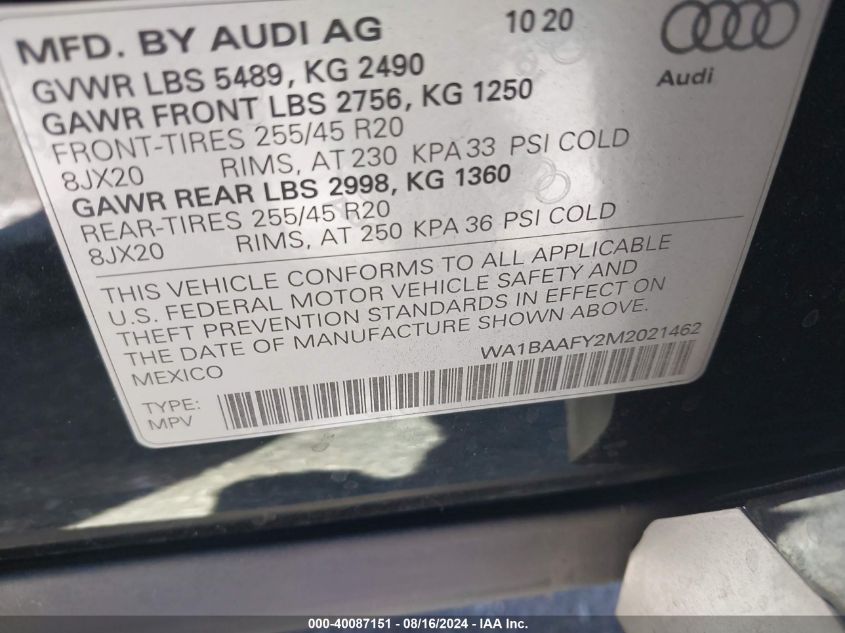 MFD. BY AUDI AG 10 20
Audi
GVWR LBS 5489, KG 2490
GAWR FRONT LBS 2756, KG 1250
FRONT-TIRES 255/45 R20
8JX20 RIMS, AT 230 KPA 33 PSI COLD
GAWR REAR LBS 2998, KG 1360
REAR-TIRES 255/45 R20
8JX20 RIMS, AT 250 KPA 36 PSI COLD
THIS VEHICLE CONFORMS TO ALL APPLICABLE
U.S. FEDERAL MOTOR VEHICLE SAFETY AND
THEFT PREVENTION STANDARDS IN EFFECT ON
THE DATE OF MANUFACTURE SHOWN ABOVE.
MEXICO WA1BAAFY2M2021462
TYPE:
MPV
000-40087151 - 08/16/2024 - IAA Inc.